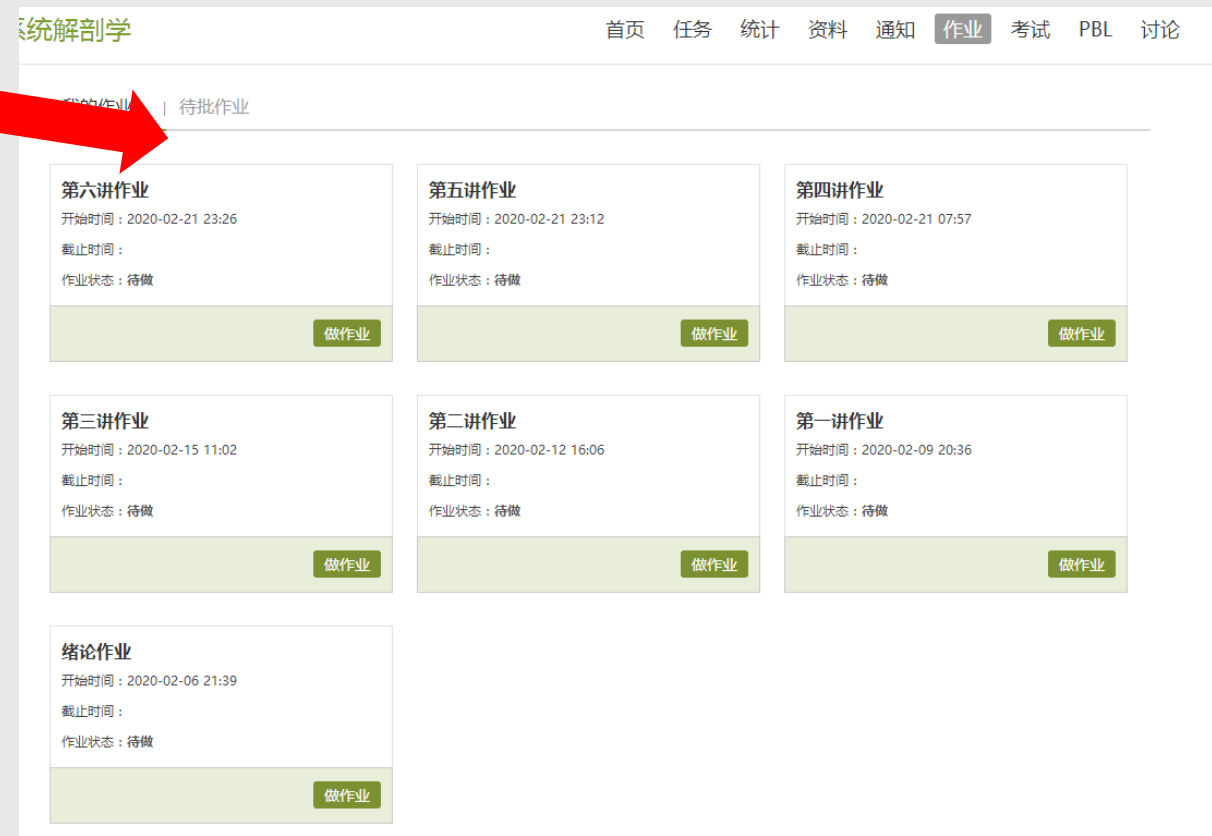 系统解剖学
首页 任务 统计 资料 通知 作业 考试 PBL 讨论
我的作业 | 待批作业
第六讲作业
开始时间：2020-02-21 23:26
截止时间：
作业状态：待做
做作业
第五讲作业
开始时间：2020-02-21 23:12
截止时间：
作业状态：待做
做作业
第四讲作业
开始时间：2020-02-21 07:57
截止时间：
作业状态：待做
做作业
第三讲作业
开始时间：2020-02-15 11:02
截止时间：
作业状态：待做
做作业
第二讲作业
开始时间：2020-02-12 16:06
截止时间：
作业状态：待做
做作业
第一讲作业
开始时间：2020-02-09 20:36
截止时间：
作业状态：待做
做作业
绪论作业
开始时间：2020-02-06 21:39
截止时间：
作业状态：待做
做作业